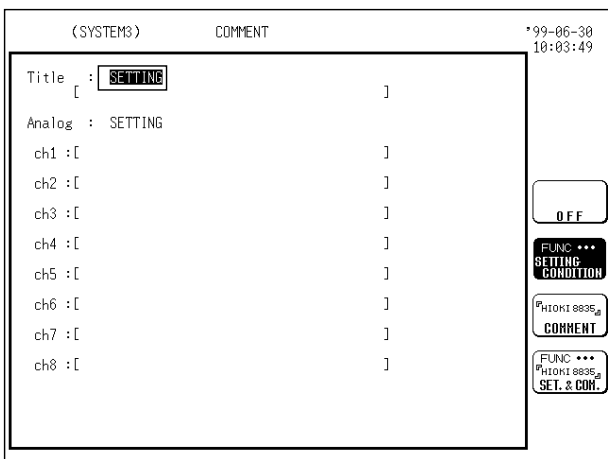 (SYSTEM3) COMMENT '99-06-30
10:03:49
Title : SETTING
[ ]
Analog : SETTING
ch1 :[ ]
ch2 :[ ]
ch3 :[ ]
ch4 :[ ]
ch5 :[ ]
ch6 :[ ]
ch7 :[ ]
ch8 :[ ]
OFF
FUNC •••
SETTING
CONDITION
『HIOKI 8835』
COMMENT
FUNC •••
『HIOKI 8835』
SET. & COM.